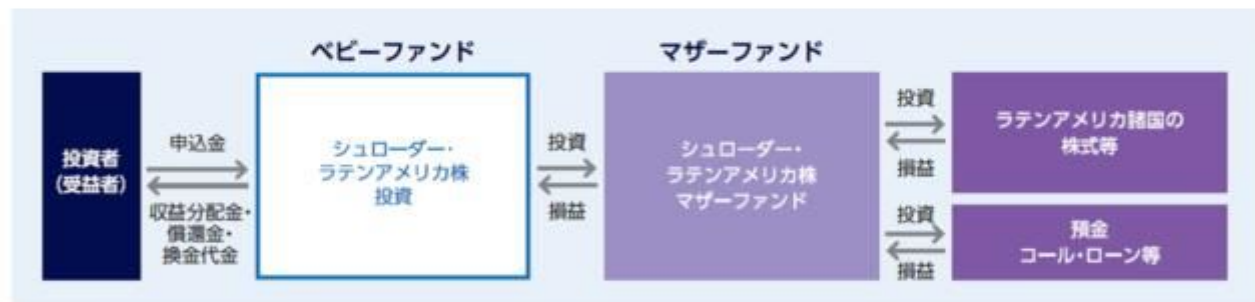 ベビーファンド
マザーファンド
投資者
(受益者)
申込金
収益分配金・
償還金・
換金代金
シュローダー・
ラテンアメリカ株
投資
投資
損益
シュローダー・
ラテンアメリカ株
マザーファンド
投資
損益
ラテンアメリカ諸国の
株式等
投資
損益
預金
コール・ローン等